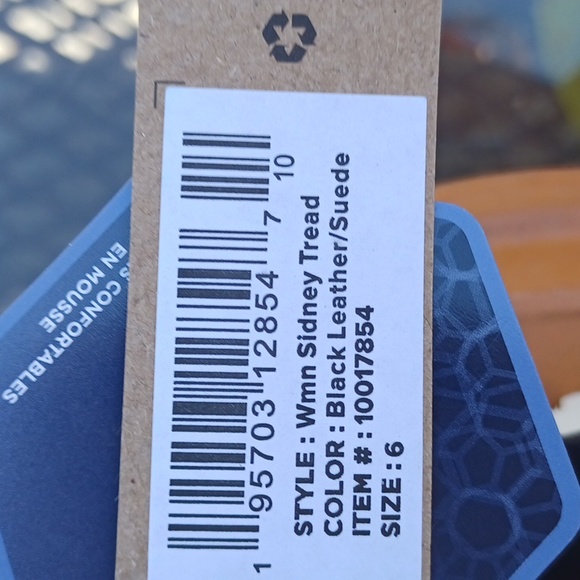 1 95703 12854 7 10
STYLE : Wmn Sidney Tread
COLOR : Black Leather/Suede
ITEM # : 10017854
SIZE : 6
CONFORTABLES
EN MOUSSE